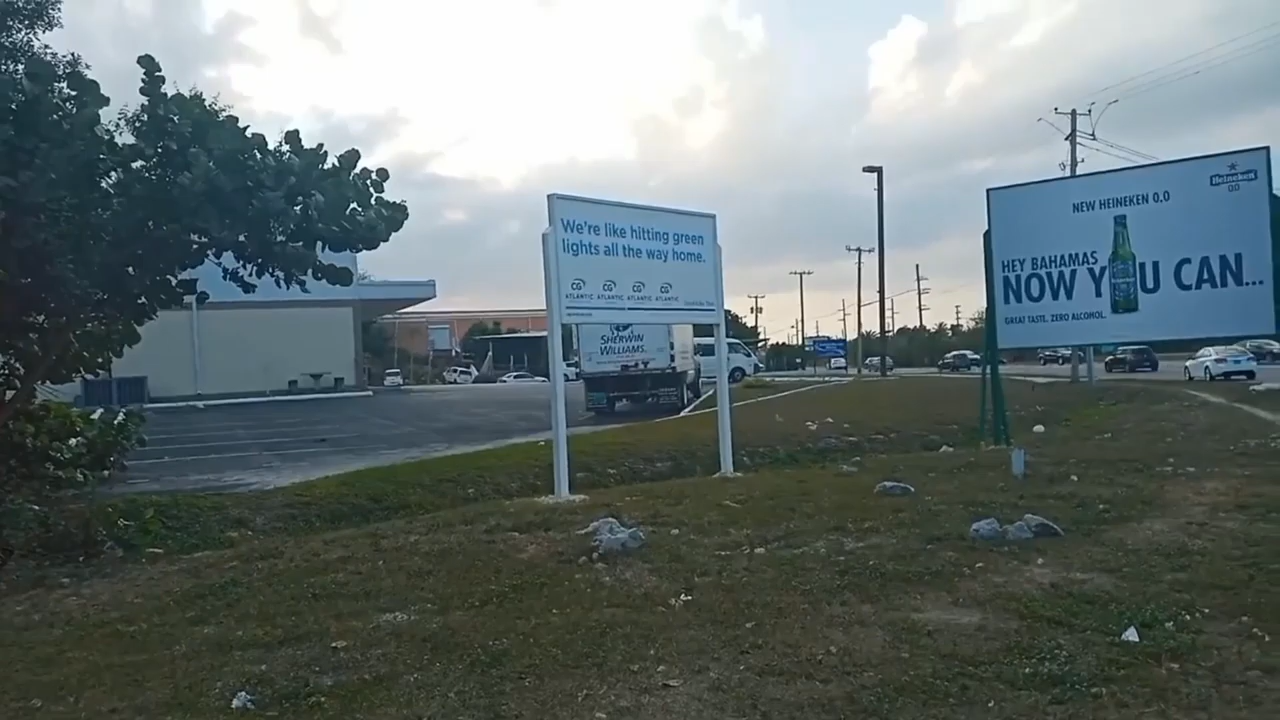 We're like hitting green
lights all the way home.
CG CG CG CG
ATLANTIC ATLANTIC ATLANTIC ATLANTIC
SHERWIN
WILLIAMS.
Heineken
0.0
NEW HEINEKEN 0.0
HEY BAHAMAS
NOW YOU CAN...
GREAT TASTE. ZERO ALCOHOL.